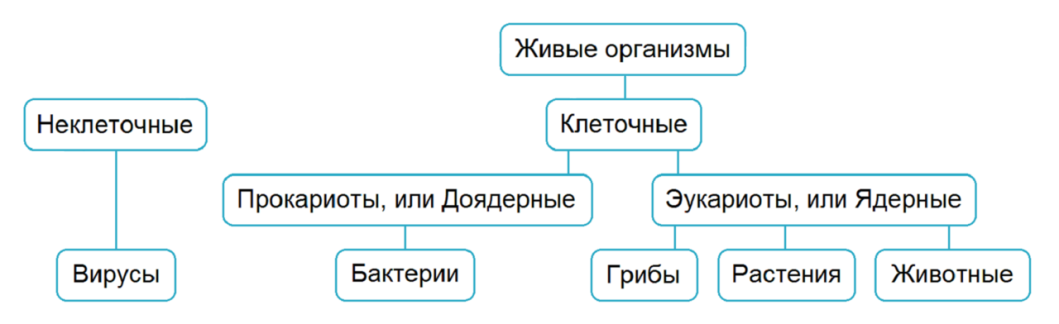 Живые организмы
Неклеточные
Клеточные
Прокариоты, или Доядерные
Эукариоты, или Ядерные
Вирусы
Бактерии
Грибы
Растения
Животные